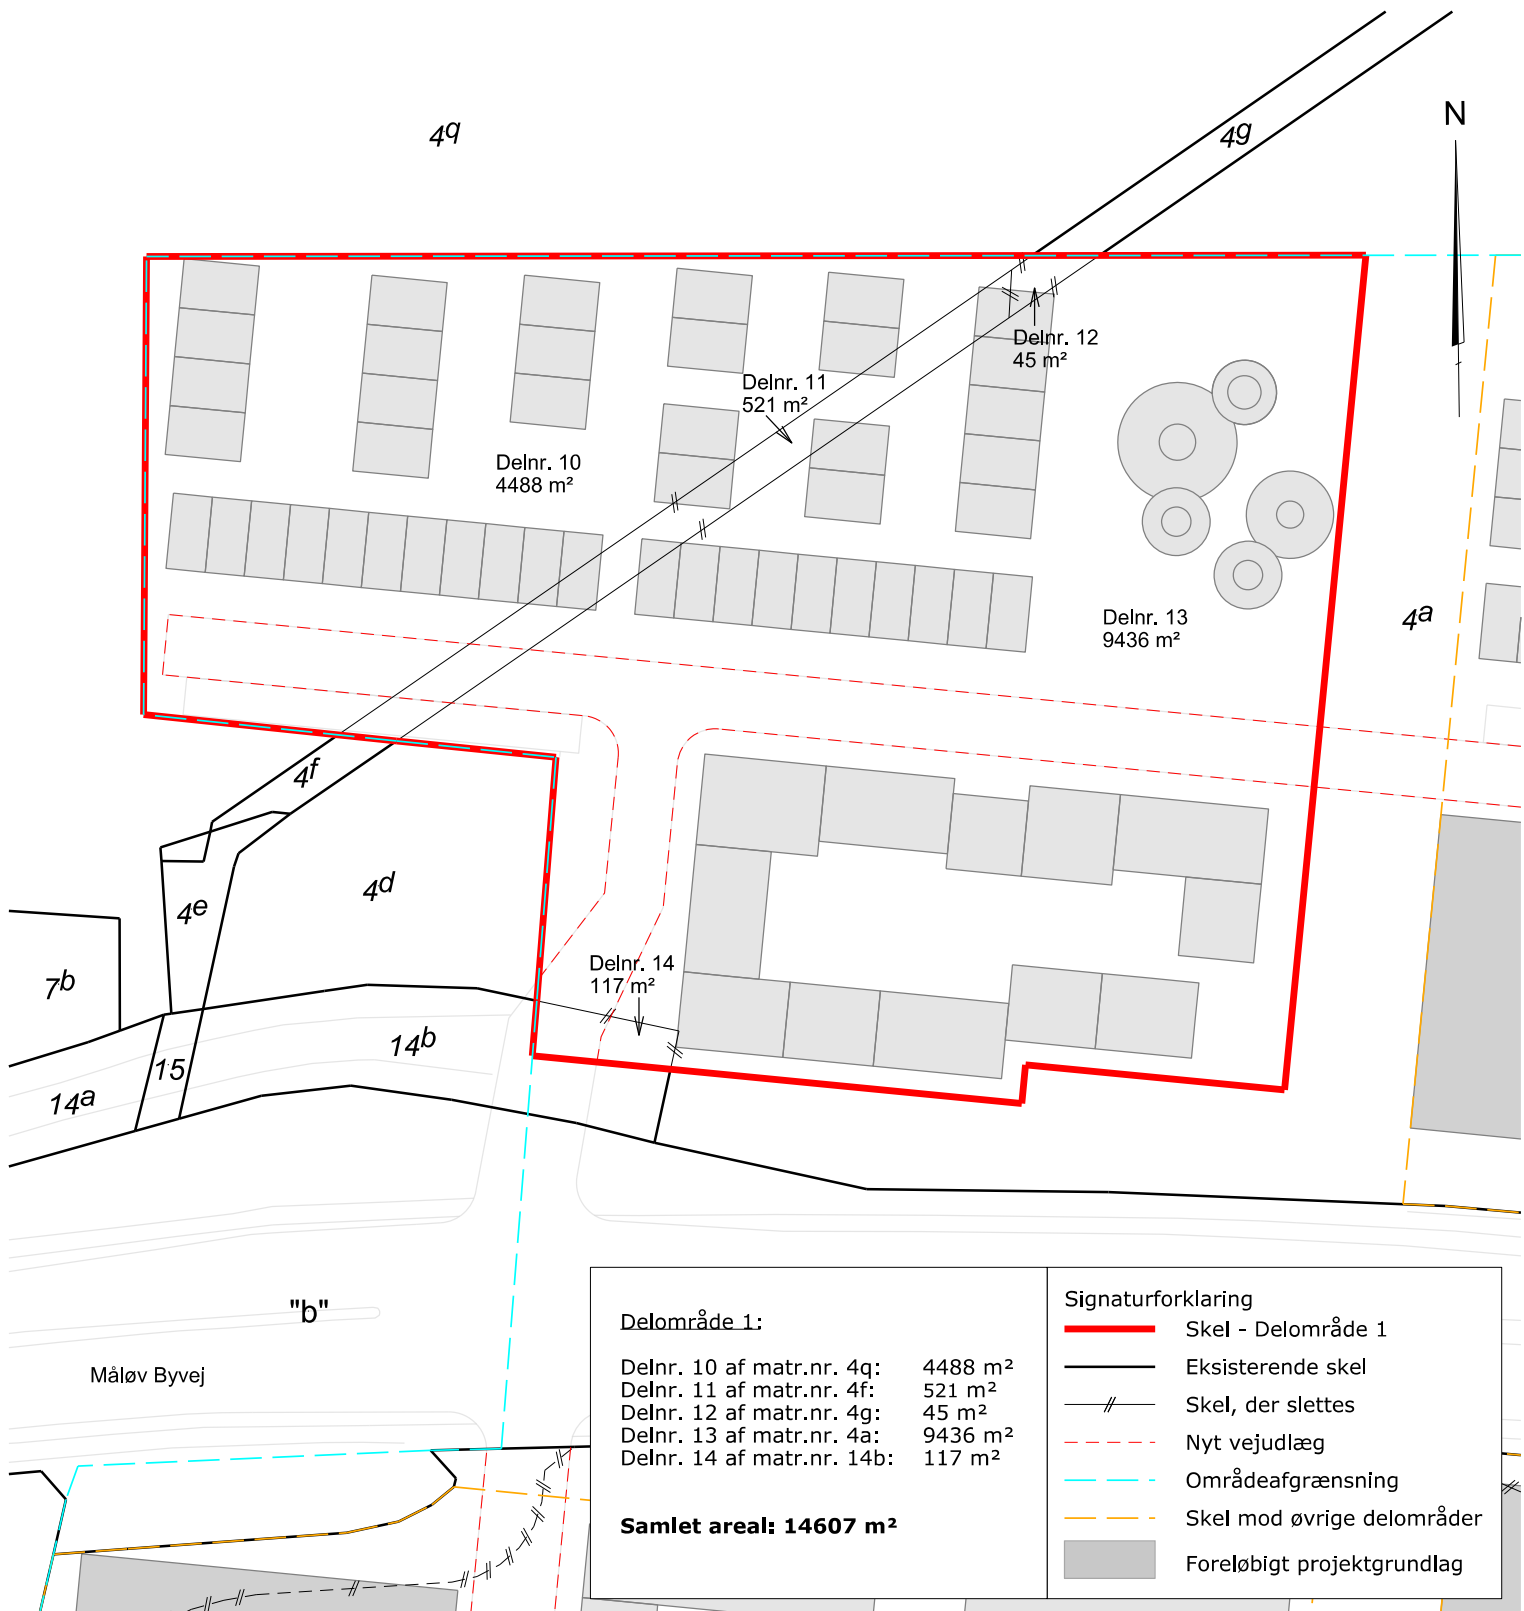 4q
4g
N
Delnr. 12
45 m²
Delnr. 11
521 m²
Delnr. 10
4488 m²
Delnr. 13
9436 m²
4a
4f
4d
4e
7b
Delnr. 14
117 m²
14b
15
14a
"b"
Måløv Byvej
Delområde 1:
Delnr. 10 af matr.nr. 4q: 4488 m²
Delnr. 11 af matr.nr. 4f: 521 m²
Delnr. 12 af matr.nr. 4g: 45 m²
Delnr. 13 af matr.nr. 4a: 9436 m²
Delnr. 14 af matr.nr. 14b: 117 m²
Samlet areal: 14607 m²
Signaturforklaring
Skel - Delområde 1
Eksisterende skel
Skel, der slettes
Nyt vejudlæg
Områdeafgrænsning
Skel mod øvrige delområder
Foreløbigt projektgrundlag